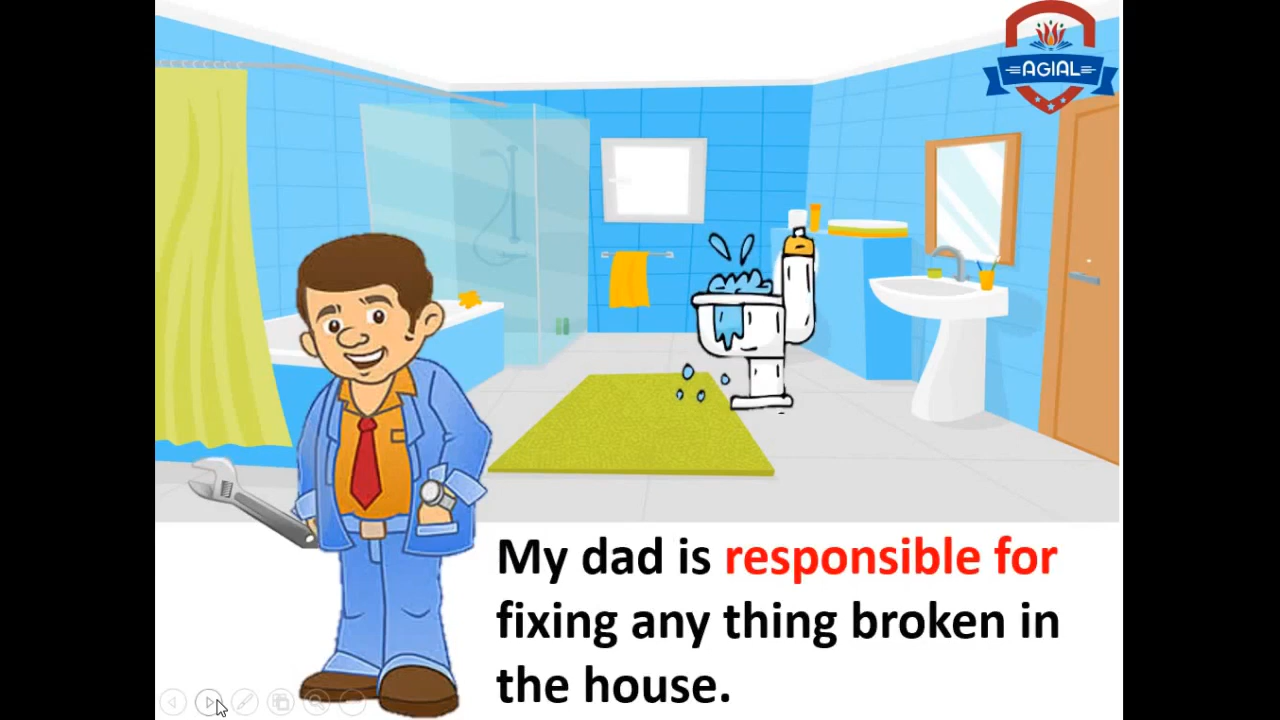 AGIAL
My dad is responsible for
fixing any thing broken in
the house.